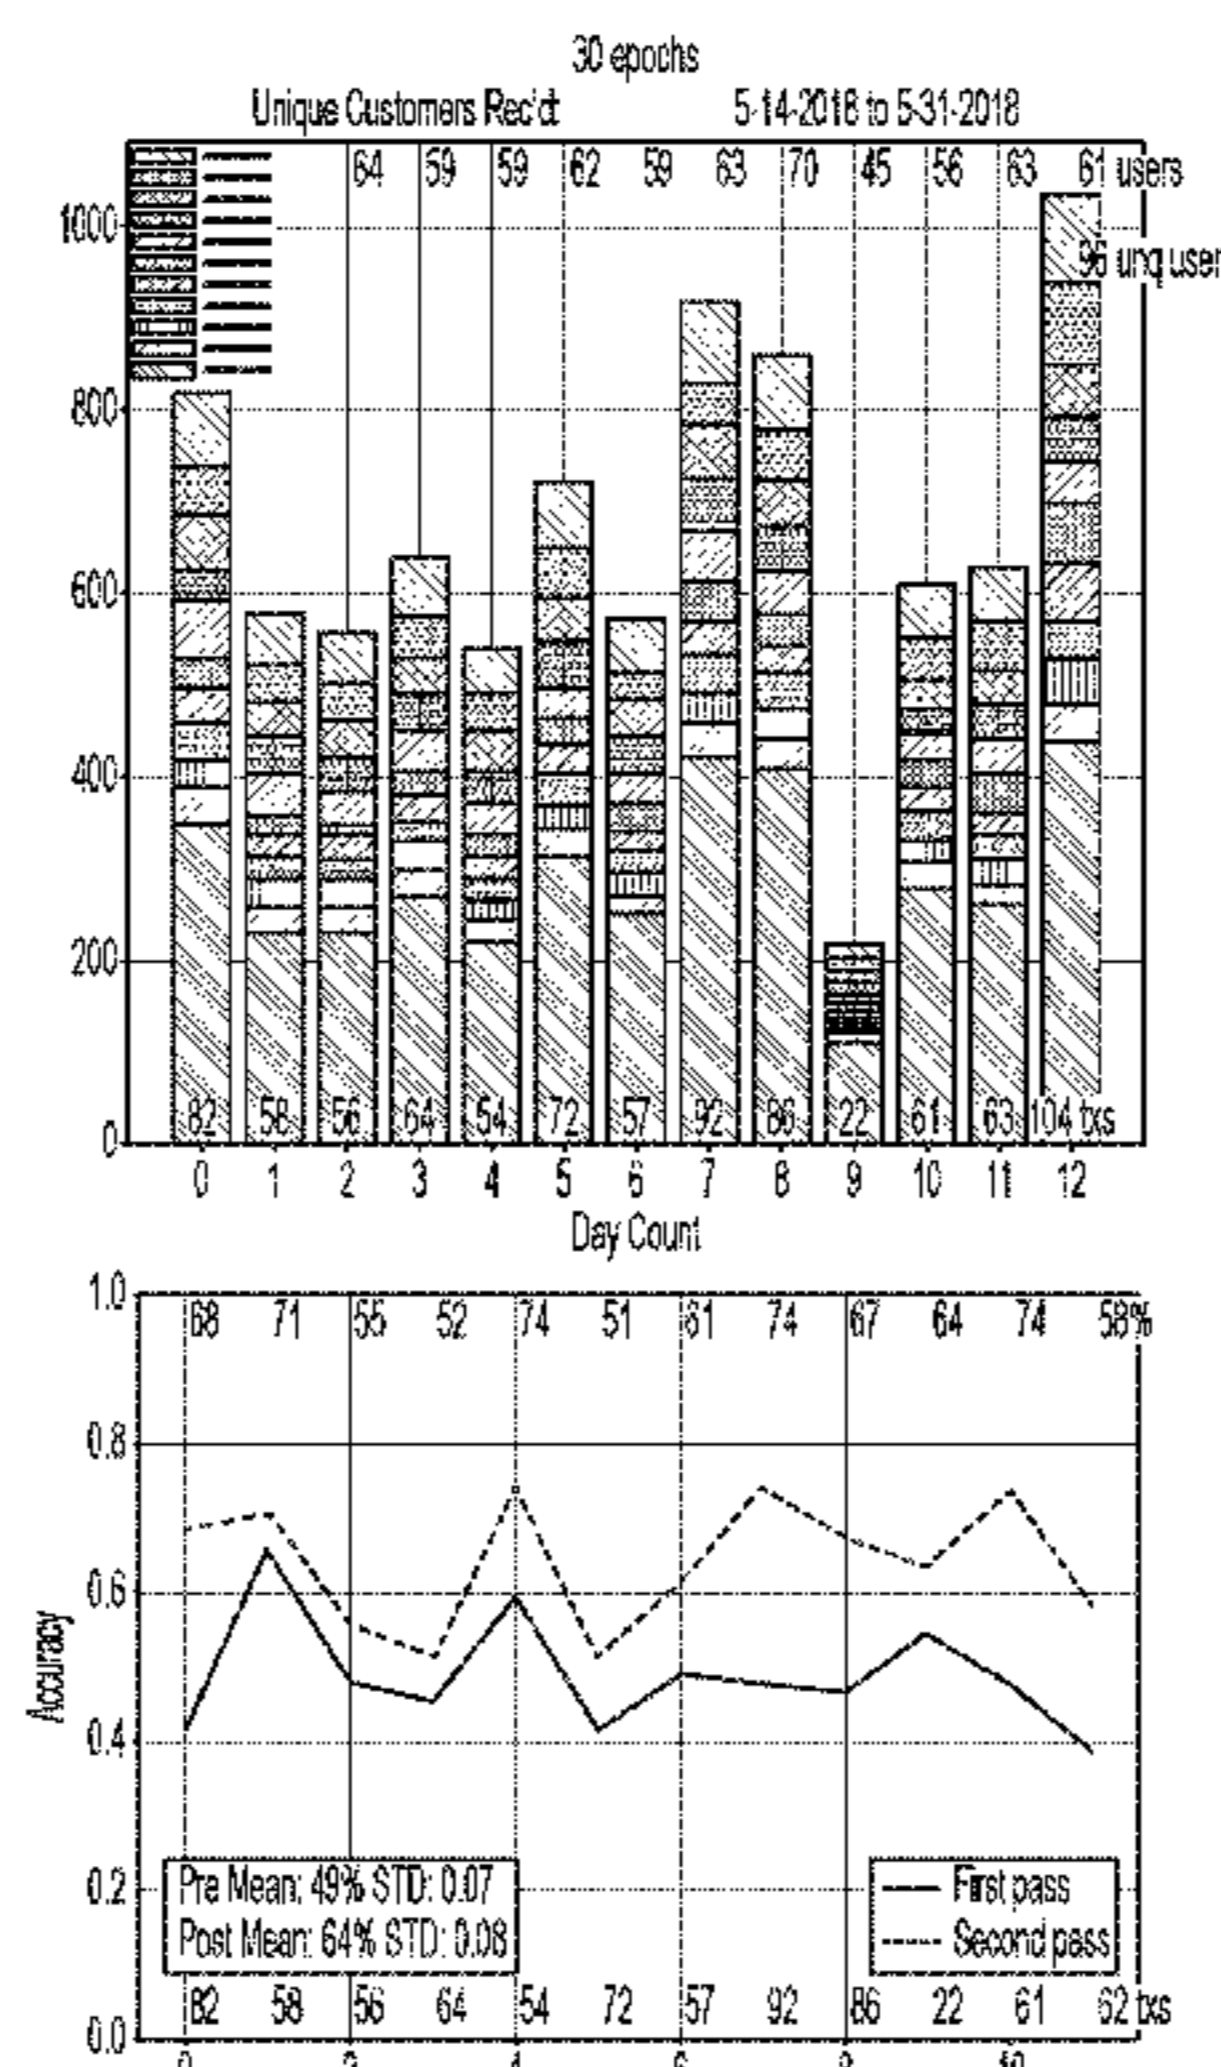 30 epochs
Unique Customers Rec'd: 5-14-2018 to 5-31-2018
64 59 59 62 59 63 70 45 56 63 61 users
96 unq user
1000
800
600
400
200
0
82 58 56 64 54 72 57 92 86 22 61 63 104 txs
0 1 2 3 4 5 6 7 8 9 10 11 12
Day Count
1.0
68 71 55 52 74 51 61 74 67 64 74 58%
0.8
0.6
Accuracy
0.4
0.2
Pre Mean: 49% STD: 0.07
Post Mean: 64% STD: 0.08
First pass
Second pass
82 58 56 64 54 72 57 92 86 22 61 62 txs
0.0